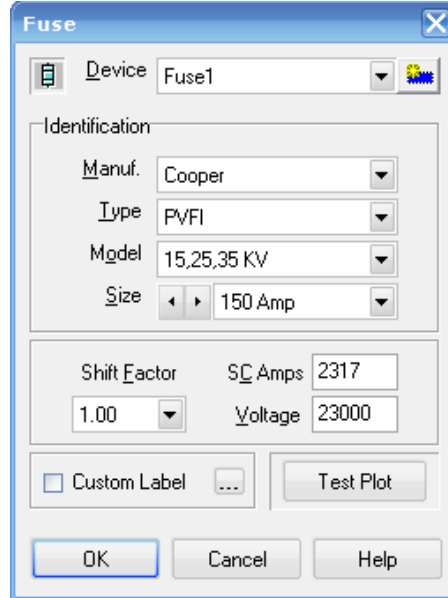 Fuse
Device Fuse1
Identification
Manuf. Cooper
Type PVFI
Model 15,25,35 KV
Size 150 Amp
Shift Factor SC Amps 2317
1.00 Voltage 23000
Custom Label ... Test Plot
OK Cancel Help